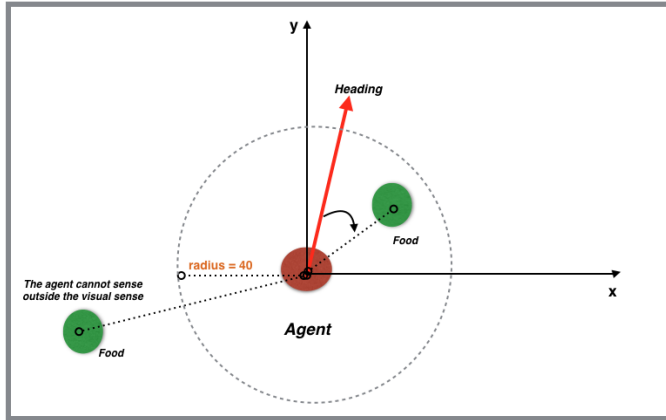 y
Heading
Food
radius = 40
The agent cannot sense
outside the visual sense
x
Agent
Food